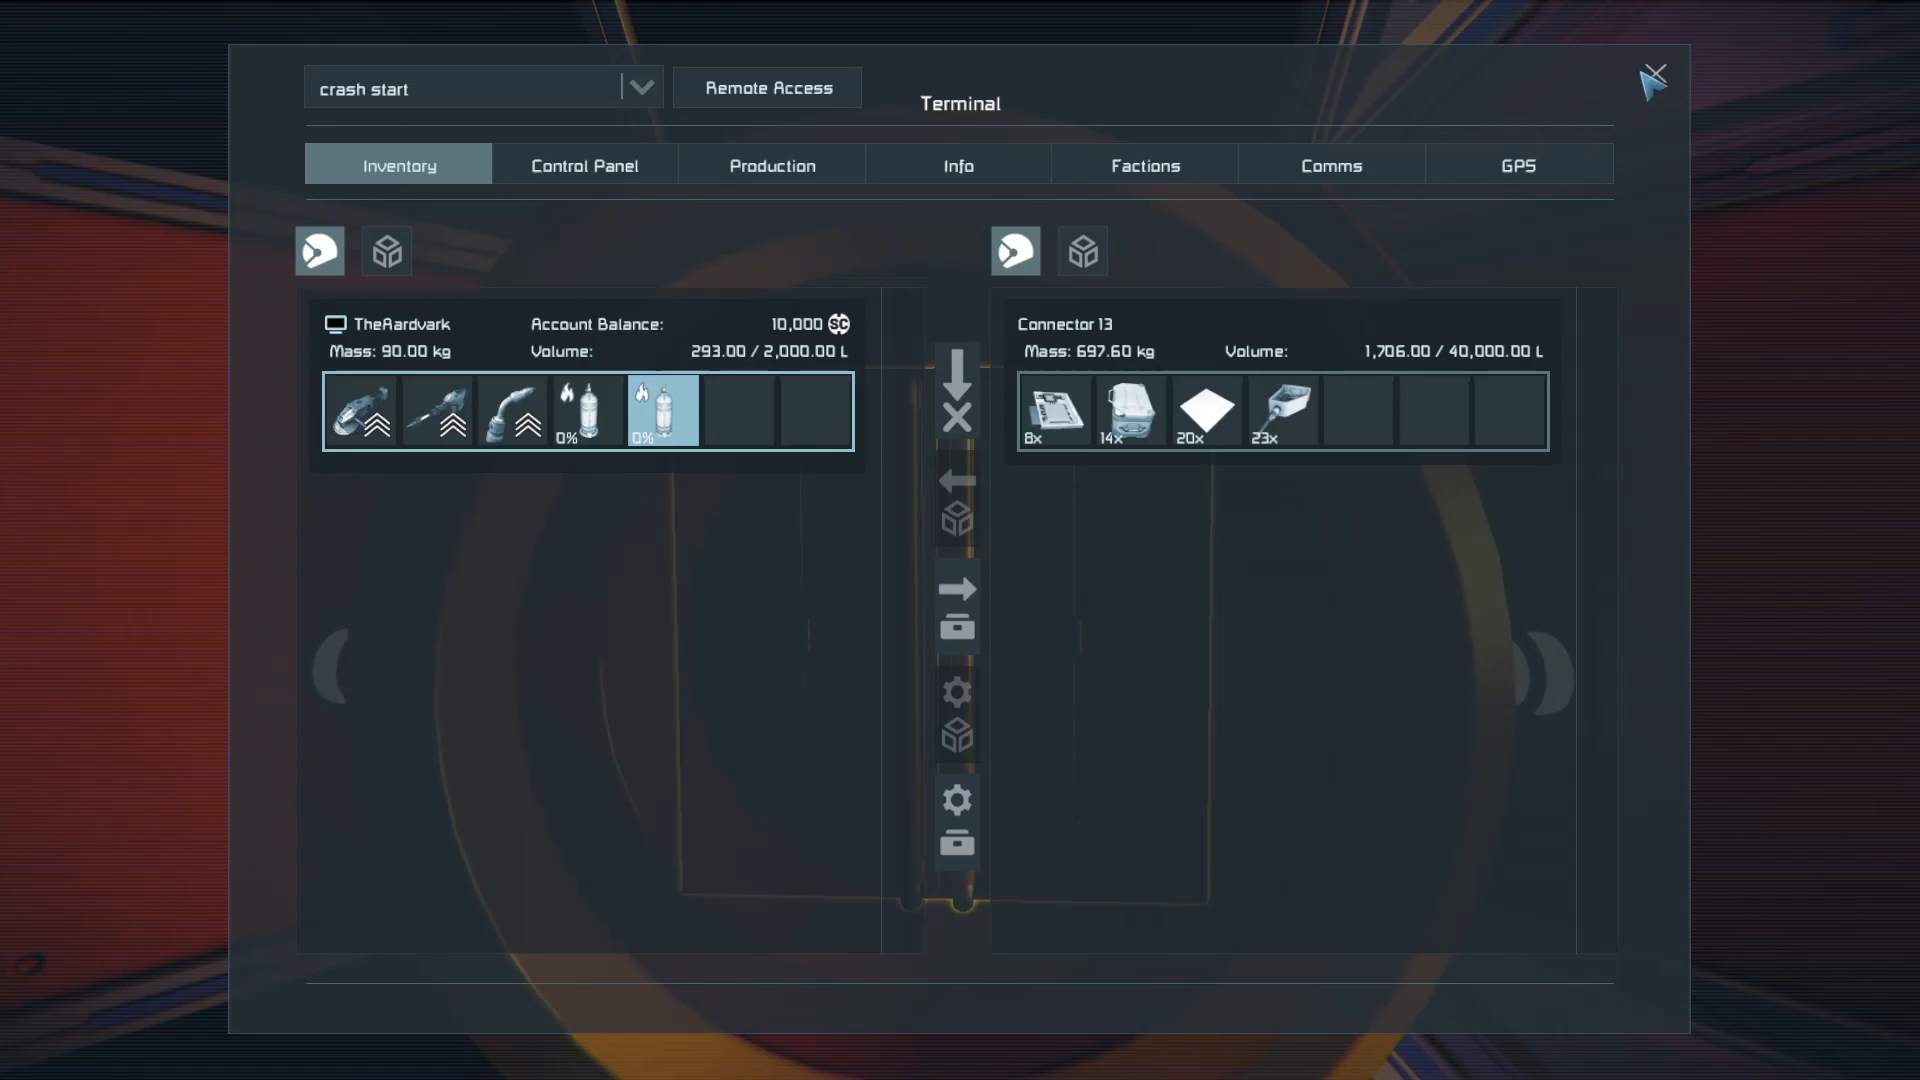 crash start
Remote Access
Terminal
Inventory
Control Panel
Production
Info
Factions
Comms
GPS
TheAardvark
Account Balance:
10,000 SC
Mass: 90.00 kg
Volume:
293.00 / 2,000.00 L
0%
0%
Connector 13
Mass: 697.60 kg
Volume:
1,706.00 / 40,000.00 L
8x
14x
20x
23x